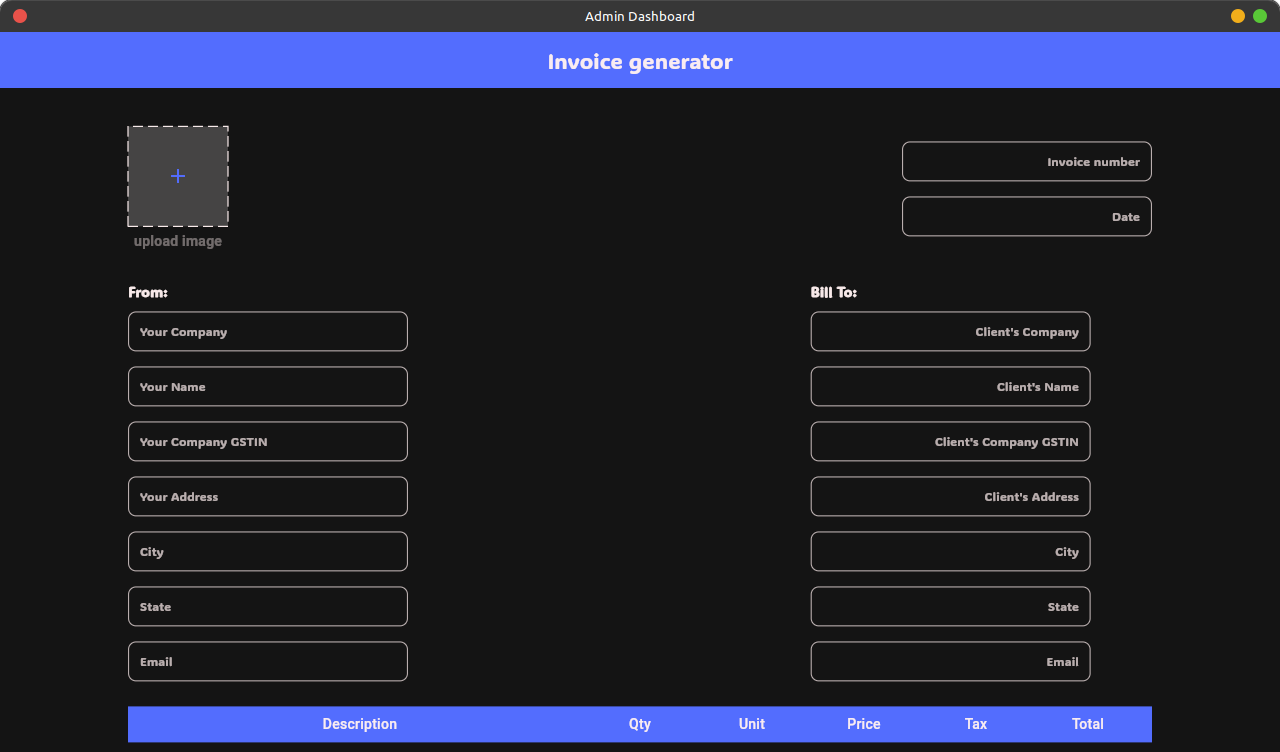 Admin Dashboard
Invoice generator
Invoice number
Date
upload image
From:
Your Company
Your Name
Your Company GSTIN
Your Address
City
State
Email
Bill To:
Client's Company
Client's Name
Client's Company GSTIN
Client's Address
City
State
Email
Description Qty Unit Price Tax Total